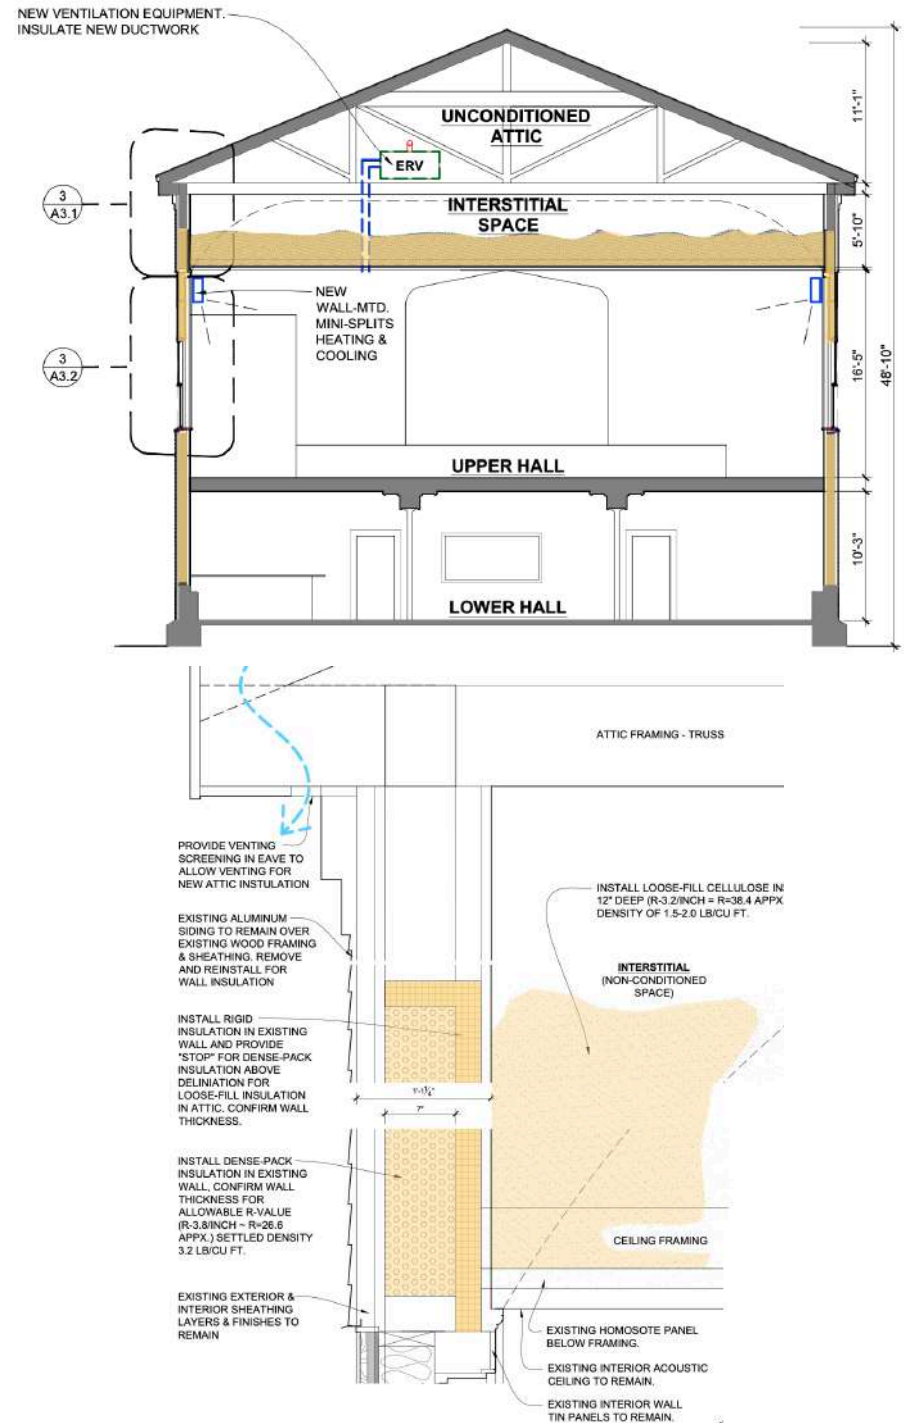 NEW VENTILATION EQUIPMENT.
INSULATE NEW DUCTWORK
UNCONDITIONED
ATTIC
ERV
11'-1"
3
A3.1
INTERSTITIAL
SPACE
5'-10"
NEW
WALL-MTD.
MINI-SPLITS
HEATING &
COOLING
3
A3.2
16'-5"
48'-10"
UPPER HALL
10'-3"
LOWER HALL
ATTIC FRAMING - TRUSS
PROVIDE VENTING
SCREENING IN EAVE TO
ALLOW VENTING FOR
NEW ATTIC INSTULATION
INSTALL LOOSE-FILL CELLULOSE IN
12" DEEP (R-3.2/INCH = R=38.4 APPX
DENSITY OF 1.5-2.0 LB/CU FT.
EXISTING ALUMINUM
SIDING TO REMAIN OVER
EXISTING WOOD FRAMING
& SHEATHING. REMOVE
AND REINSTALL FOR
WALL INSULATION
INTERSTITIAL
(NON-CONDITIONED
SPACE)
INSTALL RIGID
INSULATION IN EXISTING
WALL AND PROVIDE
"STOP" FOR DENSE-PACK
INSULATION ABOVE
DELINIATION FOR
LOOSE-FILL INSULATION
IN ATTIC. CONFIRM WALL
THICKNESS.
7"
INSTALL DENSE-PACK
INSULATION IN EXISTING
WALL, CONFIRM WALL
THICKNESS FOR
ALLOWABLE R-VALUE
(R-3.8/INCH ~ R=26.6
APPX.) SETTLED DENSITY
3.2 LB/CU FT.
CEILING FRAMING
EXISTING EXTERIOR &
INTERIOR SHEATHING
LAYERS & FINISHES TO
REMAIN
EXISTING HOMOSOTE PANEL
BELOW FRAMING.
EXISTING INTERIOR ACOUSTIC
CEILING TO REMAIN.
EXISTING INTERIOR WALL
TIN PANELS TO REMAIN.